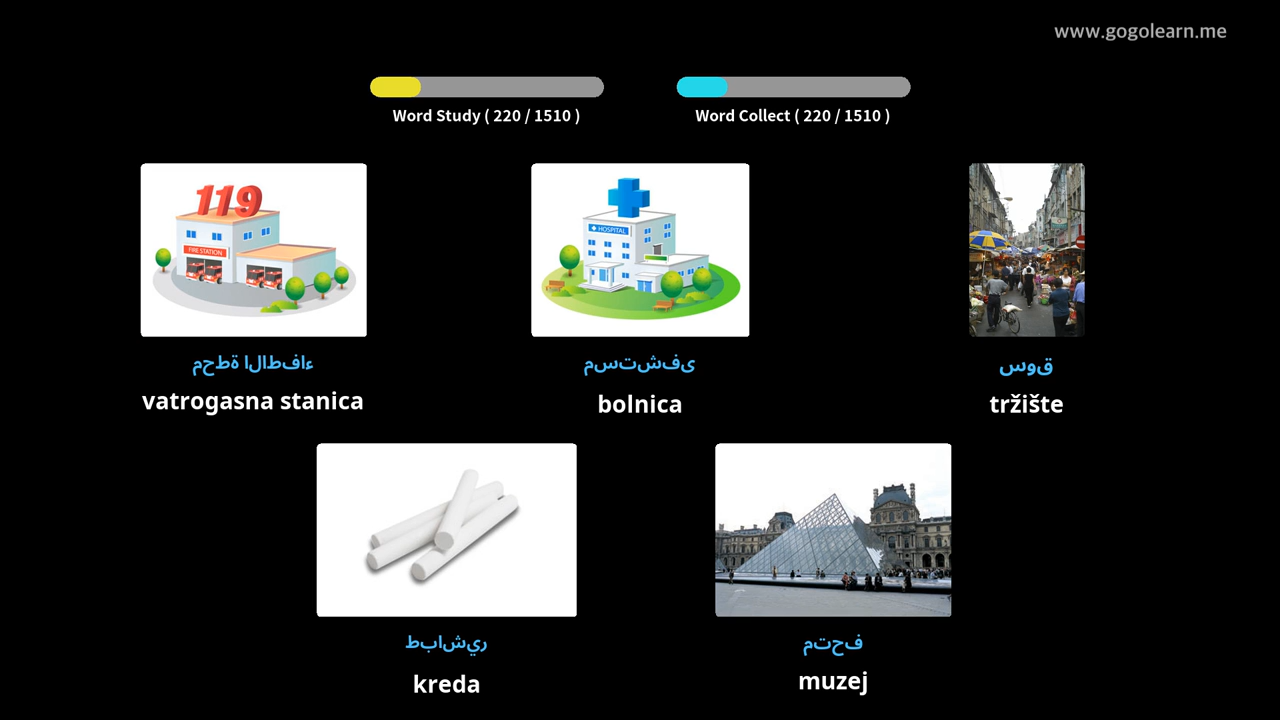 www.gogolearn.me
Word Study ( 220 / 1510 )
Word Collect ( 220 / 1510 )
119
FIRE STATION
HOSPITAL
محطة الاطفاء
vatrogasna stanica
مستشفى
bolnica
سوق
tržište
طباشير
kreda
متحف
muzej